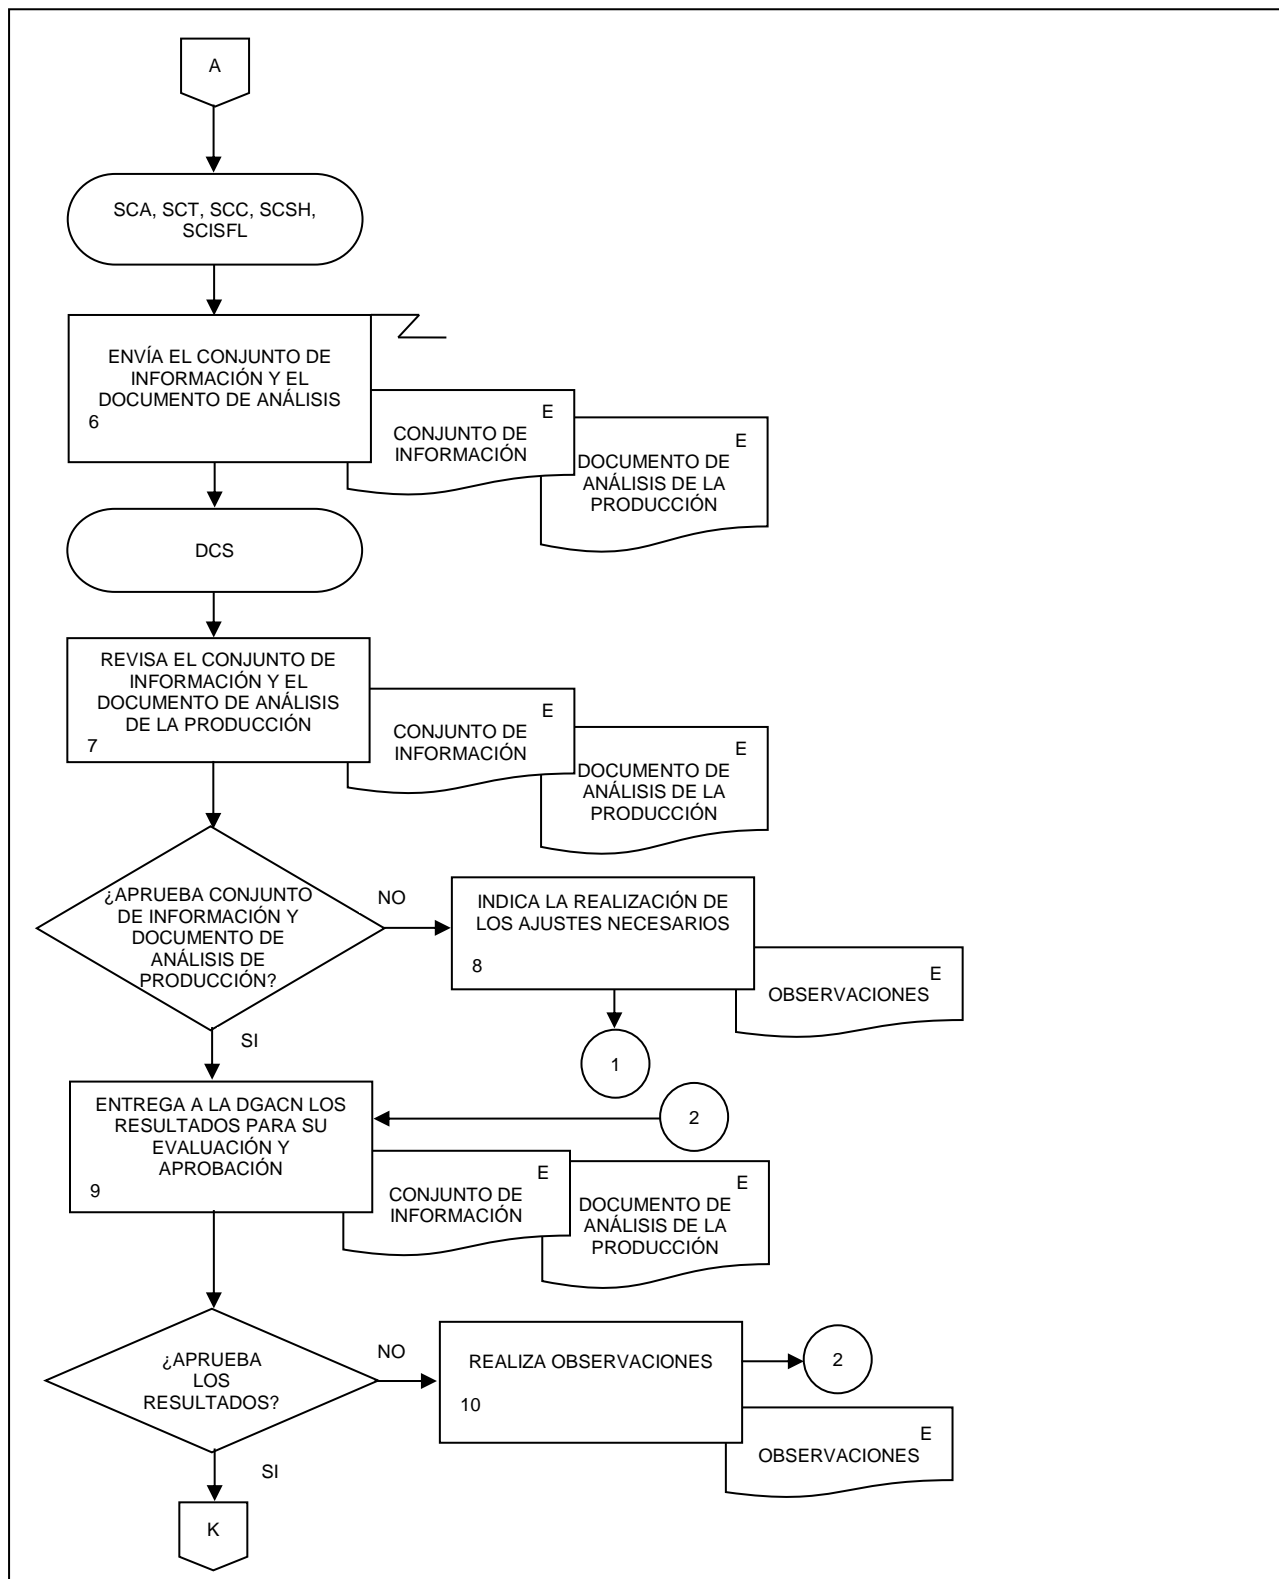 A
SCA, SCT, SCC, SCSH,
SCISFL
ENVÍA EL CONJUNTO DE
INFORMACIÓN Y EL
DOCUMENTO DE ANÁLISIS
6
E
CONJUNTO DE
INFORMACIÓN
E
DOCUMENTO DE
ANÁLISIS DE LA
PRODUCCIÓN
DCS
REVISA EL CONJUNTO DE
INFORMACIÓN Y EL
DOCUMENTO DE ANÁLISIS
DE LA PRODUCCIÓN
7
E
CONJUNTO DE
INFORMACIÓN
E
DOCUMENTO DE
ANÁLISIS DE LA
PRODUCCIÓN
¿APRUEBA CONJUNTO
DE INFORMACIÓN Y
DOCUMENTO DE
ANÁLISIS DE
PRODUCCIÓN?
NO
INDICA LA REALIZACIÓN DE
LOS AJUSTES NECESARIOS
8
E
OBSERVACIONES
1
SI
ENTREGA A LA DGACN LOS
RESULTADOS PARA SU
EVALUACIÓN Y
APROBACIÓN
9
2
E
CONJUNTO DE
INFORMACIÓN
E
DOCUMENTO DE
ANÁLISIS DE LA
PRODUCCIÓN
¿APRUEBA
LOS
RESULTADOS?
NO
REALIZA OBSERVACIONES
10
2
E
OBSERVACIONES
SI
K